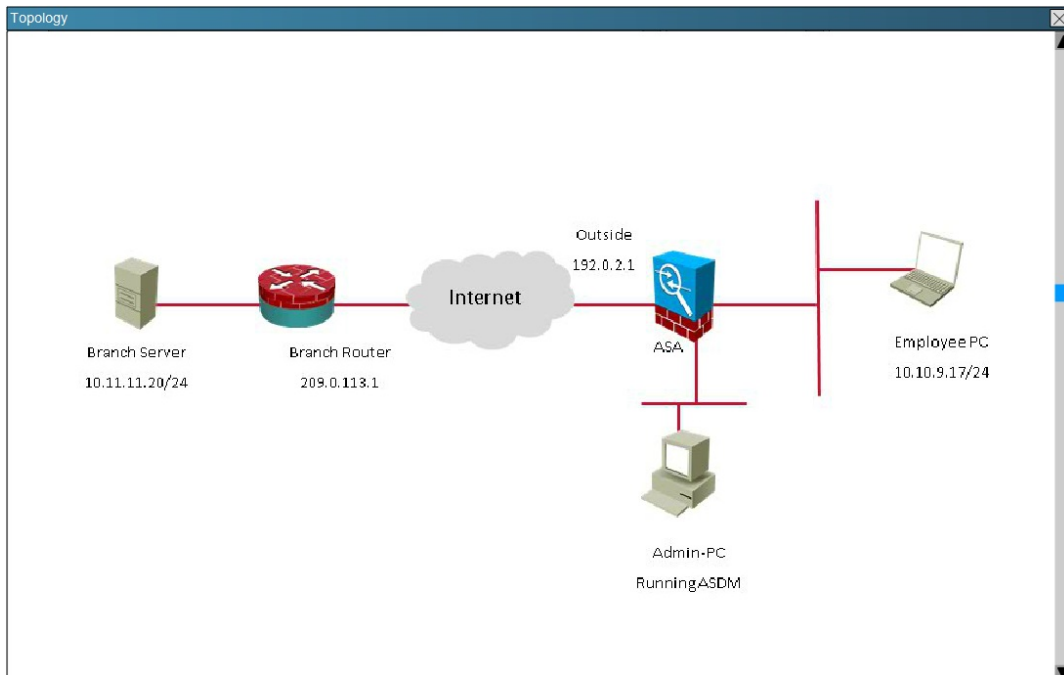 Topology
Outside
192.0.2.1
Internet
Branch Server
10.11.11.20/24
Branch Router
209.0.113.1
ASA
Employee PC
10.10.9.17/24
Admin-PC
RunningASDM